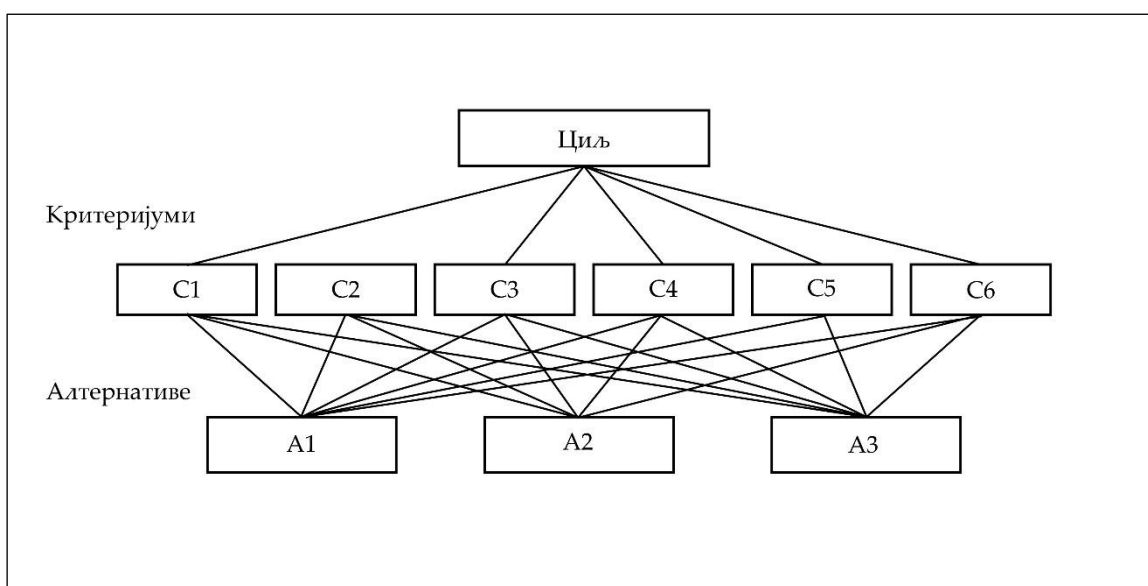 Циљ
Критеријуми
C1 C2 C3 C4 C5 C6
Алтернативе
A1 A2 A3